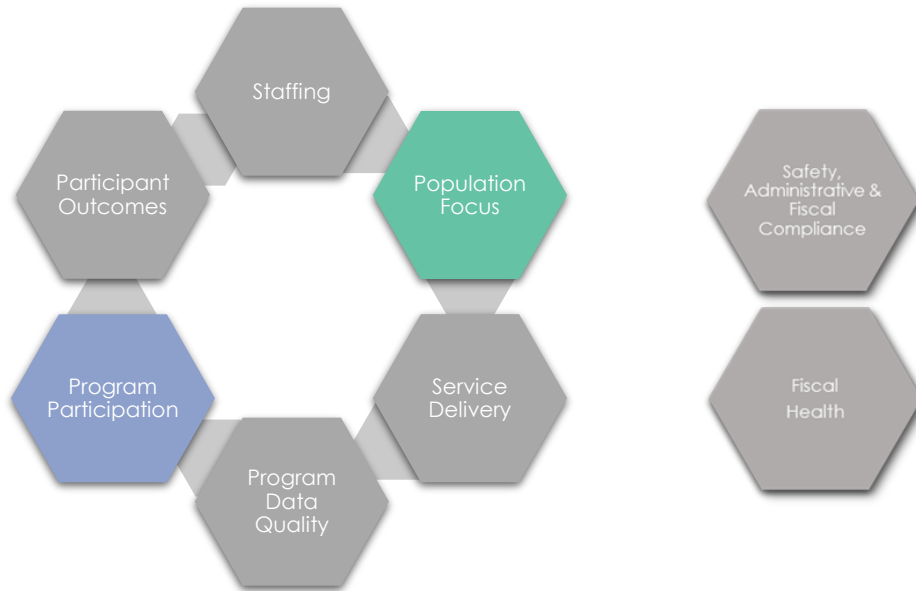 Staffing
Participant
Outcomes
Population
Focus
Safety,
Administrative &
Fiscal
Compliance
Program
Participation
Service
Delivery
Fiscal
Health
Program
Data
Quality